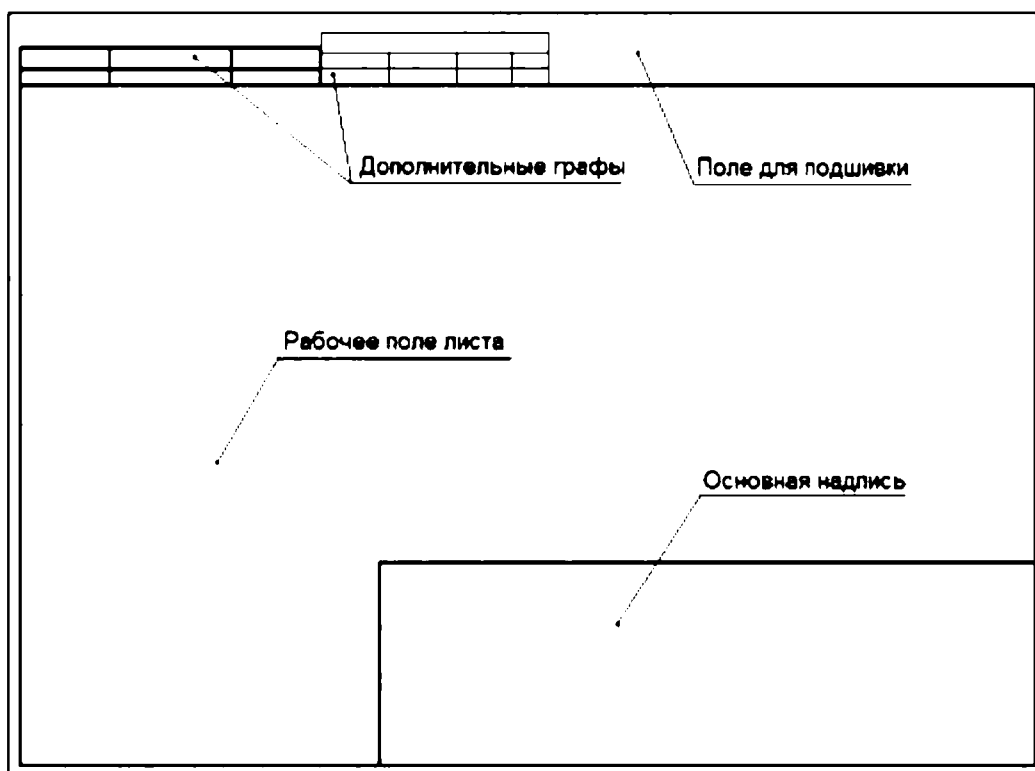 Дополнительные графы
Поле для подшивки
Рабочее поле листа
Основная надпись